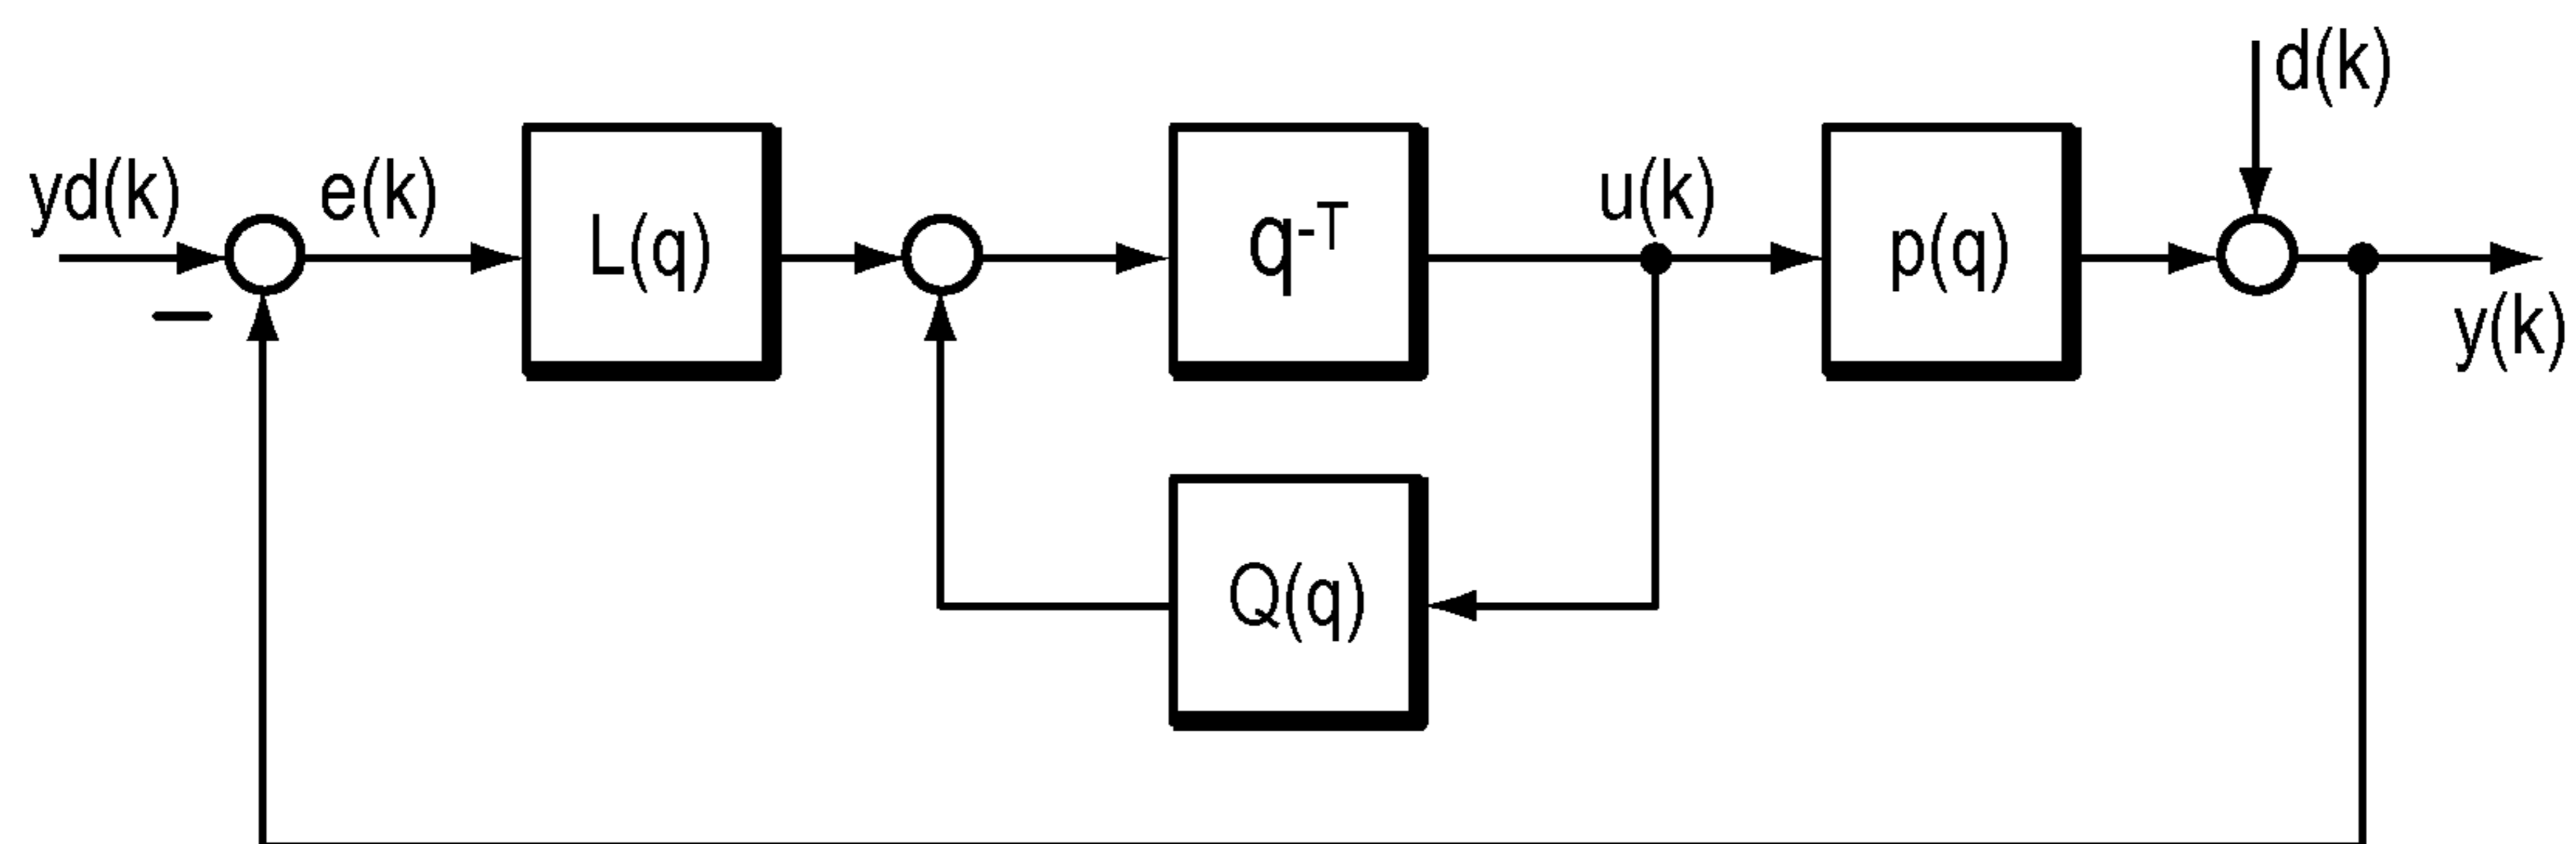 d(k)
yd(k)
e(k)
L(q)
q-T
u(k)
p(q)
y(k)
−
Q(q)